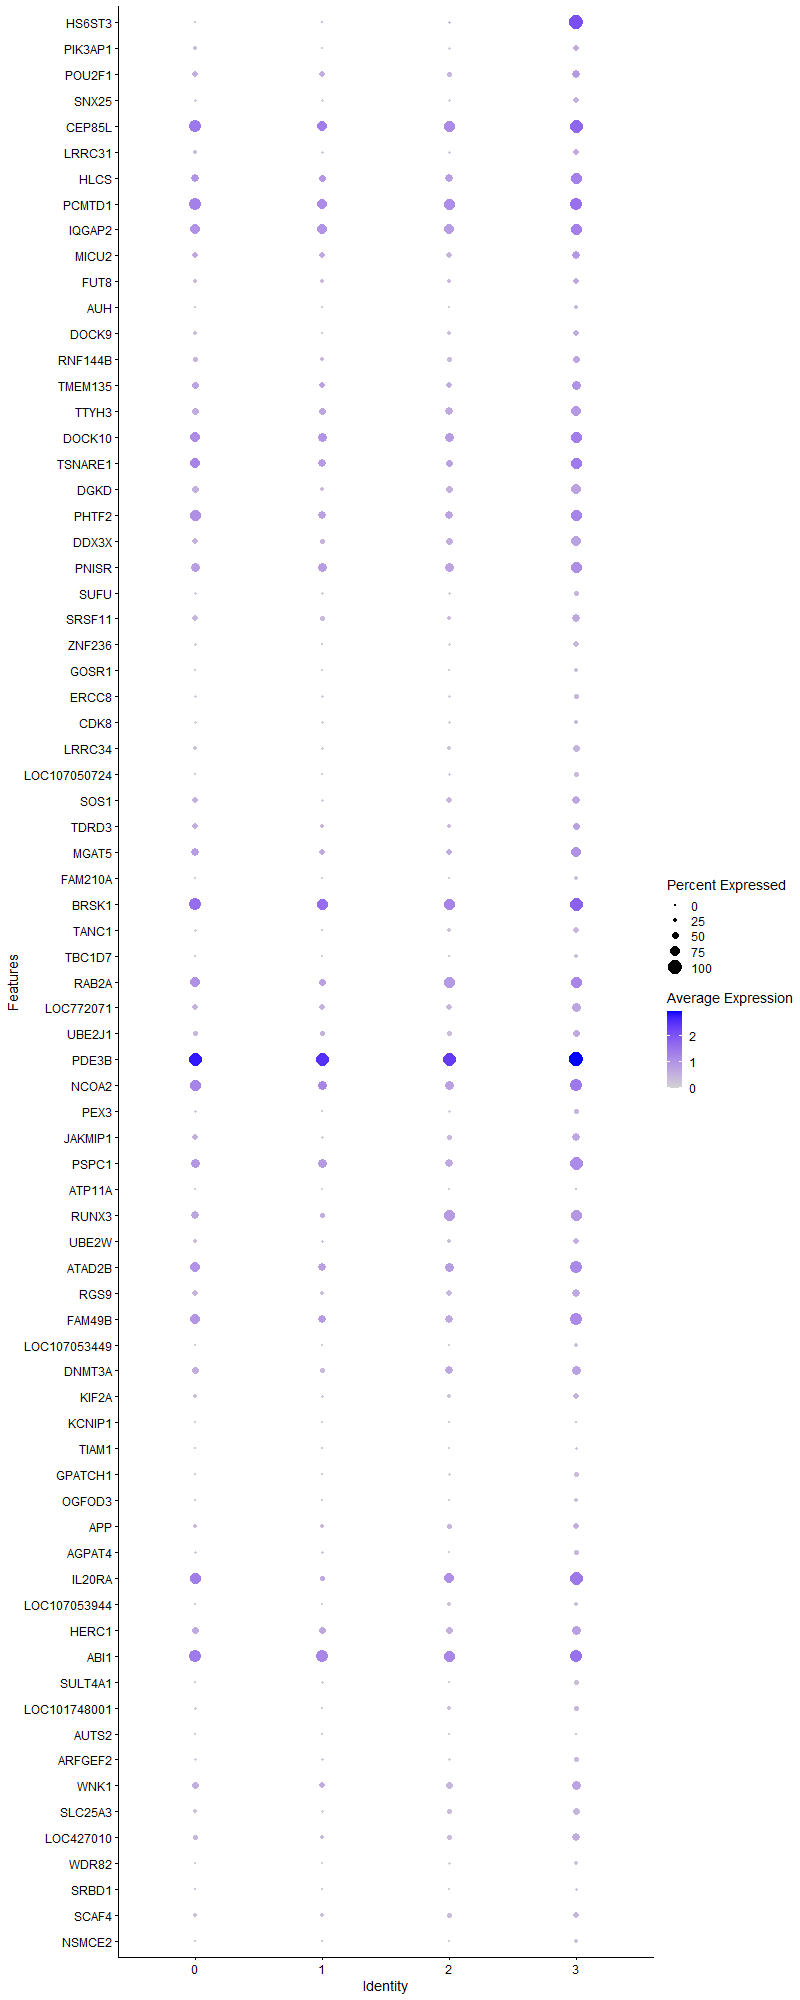 HS6ST3
PIK3AP1
POU2F1
SNX25
CEP85L
LRRC31
HLCS
PCMTD1
IQGAP2
MICU2
FUT8
AUH
DOCK9
RNF144B
TMEM135
TTYH3
DOCK10
TSNARE1
DGKD
PHTF2
DDX3X
PNISR
SUFU
SRSF11
ZNF236
GOSR1
ERCC8
CDK8
LRRC34
LOC107050724
SOS1
TDRD3
MGAT5
FAM210A
BRSK1
TANC1
TBC1D7
RAB2A
LOC772071
UBE2J1
PDE3B
NCOA2
PEX3
JAKMIP1
PSPC1
ATP11A
RUNX3
UBE2W
ATAD2B
RGS9
FAM49B
LOC107053449
DNMT3A
KIF2A
KCNIP1
TIAM1
GPATCH1
OGFOD3
APP
AGPAT4
IL20RA
LOC107053944
HERC1
ABI1
SULT4A1
LOC101748001
AUTS2
ARFGEF2
WNK1
SLC25A3
LOC427010
WDR82
SRBD1
SCAF4
NSMCE2
Features
0 1 2 3
Identity
Percent Expressed
0
25
50
75
100
Average Expression
2
1
0